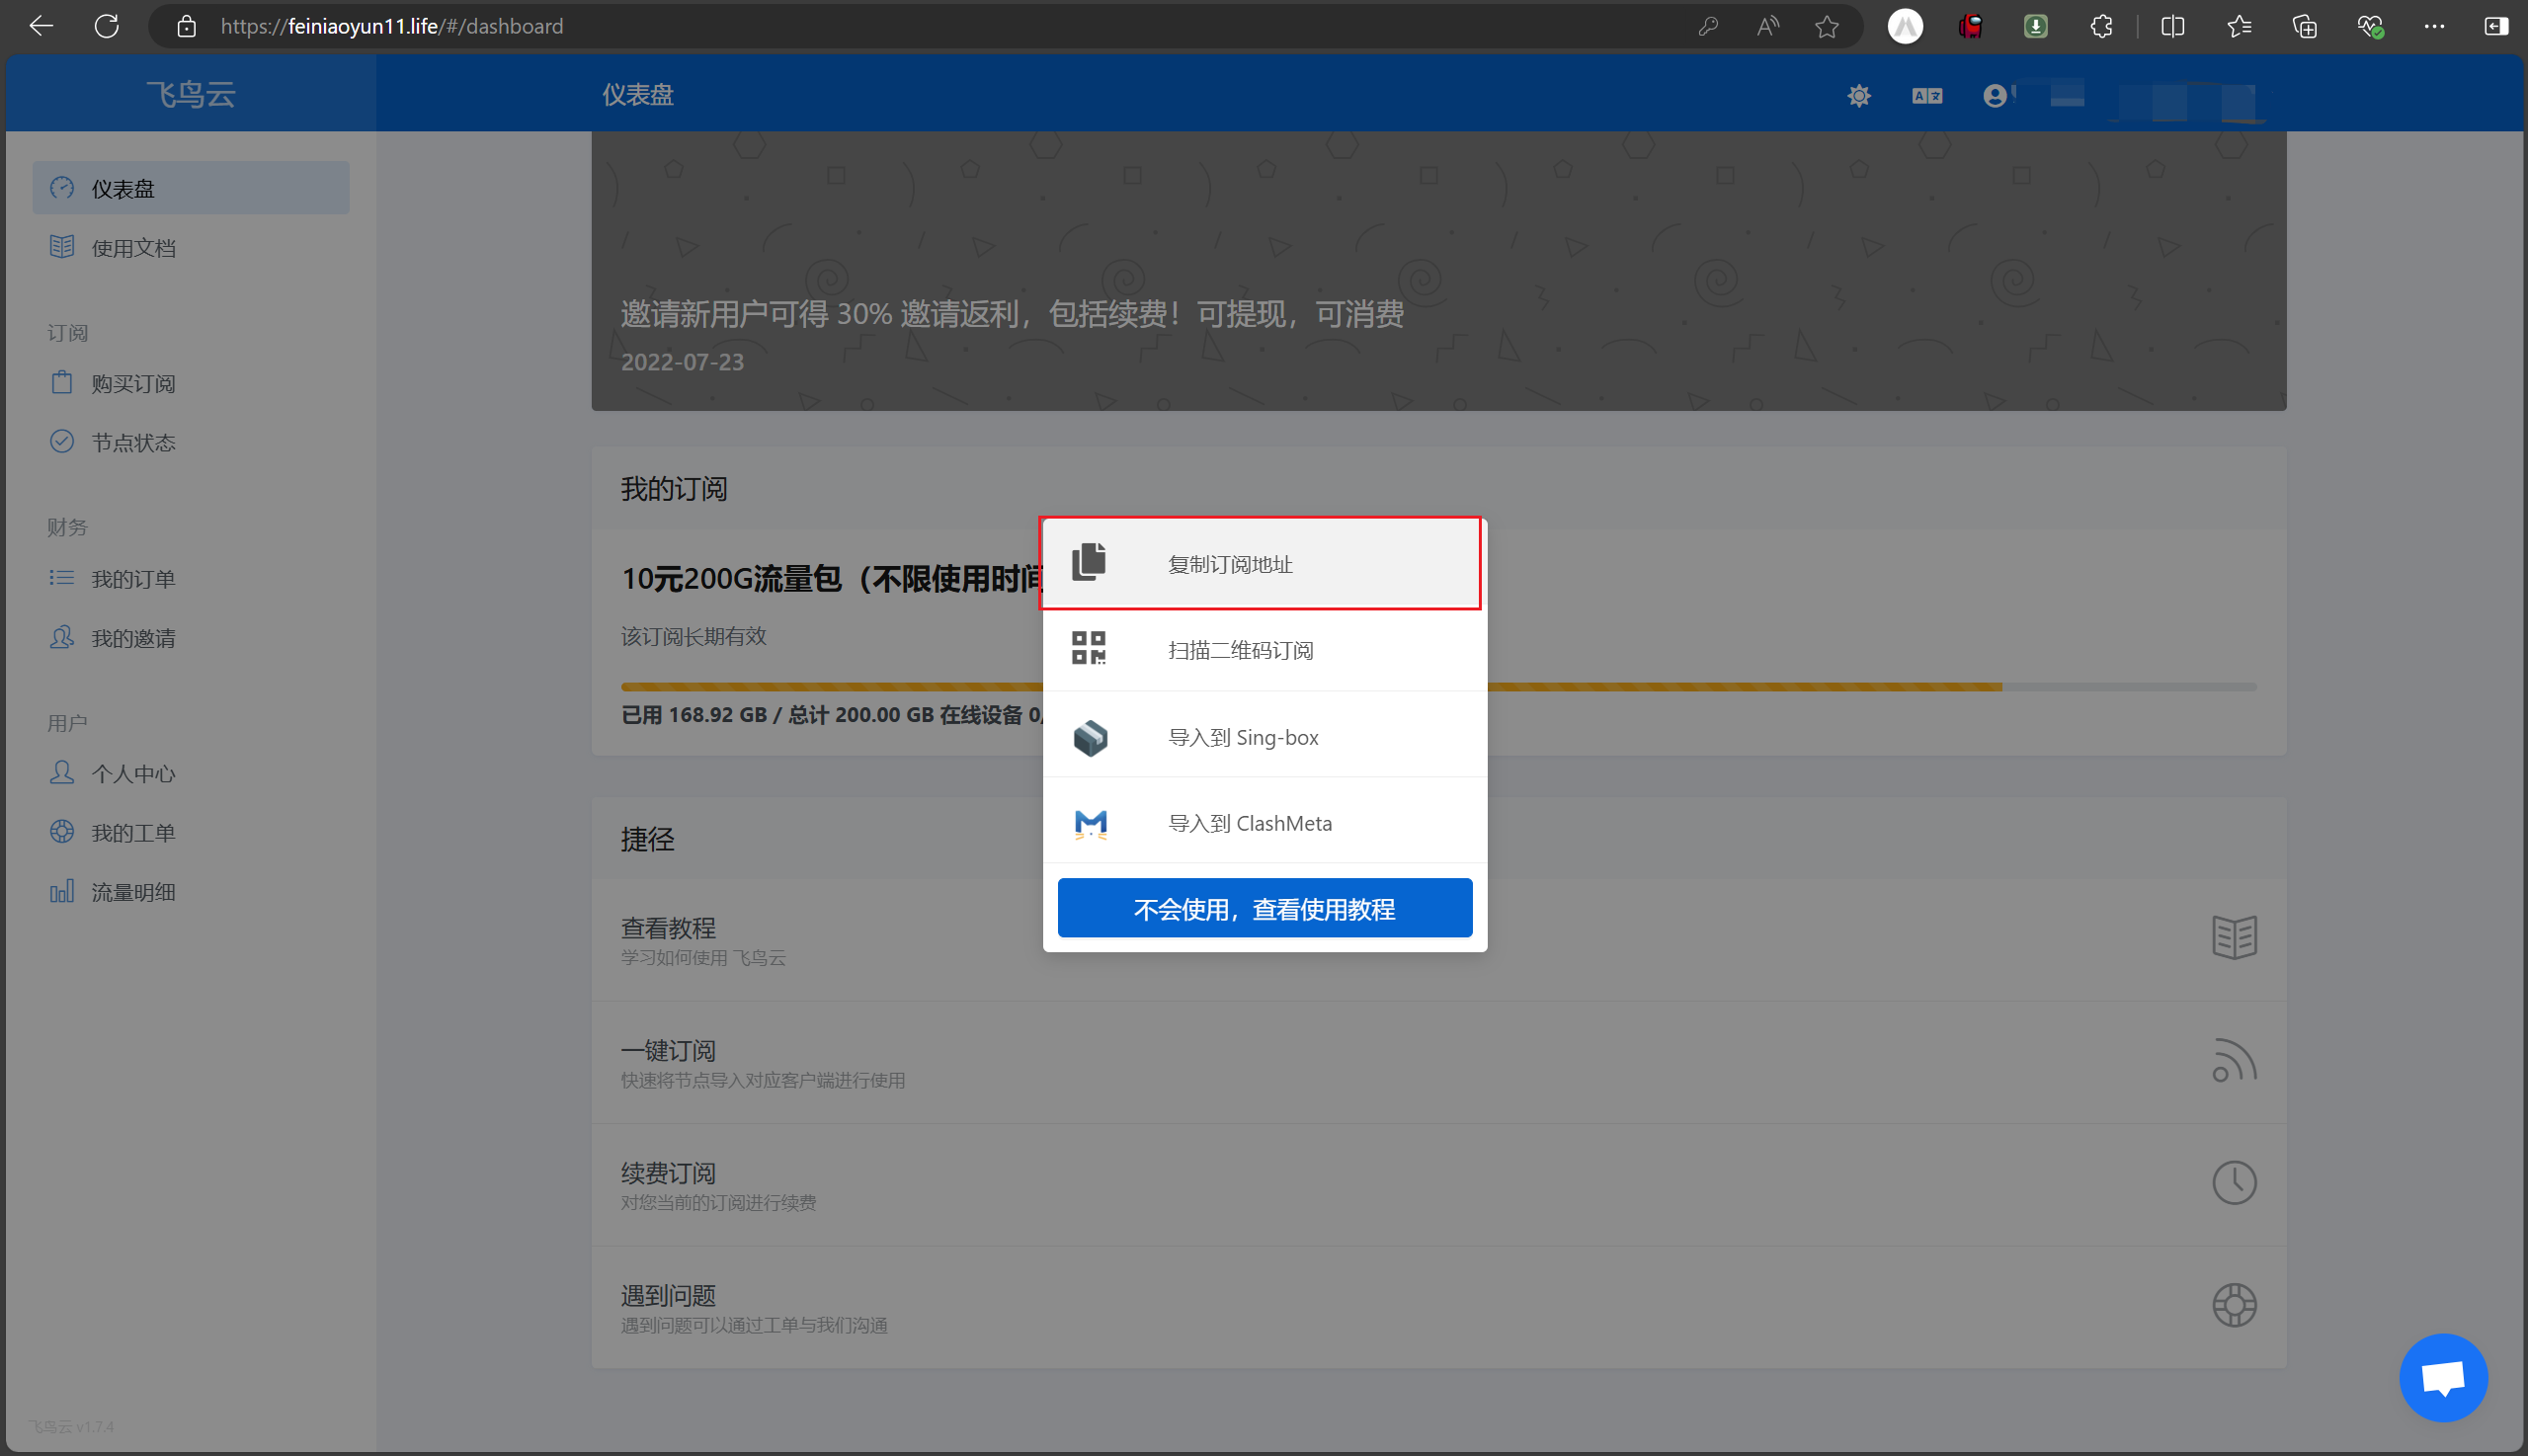 https://feiniaoyun11.life/#/dashboard
飞鸟云
仪表盘
仪表盘
使用文档
订阅
购买订阅
节点状态
财务
我的订单
我的邀请
用户
个人中心
我的工单
流量明细
飞鸟云 v1.7.4
邀请新用户可得 30% 邀请返利，包括续费！可提现，可消费
2022-07-23
我的订阅
10元200G流量包（不限使用时间
该订阅长期有效
已用 168.92 GB / 总计 200.00 GB 在线设备 0/
复制订阅地址
扫描二维码订阅
导入到 Sing-box
导入到 ClashMeta
不会使用，查看使用教程
捷径
查看教程
学习如何使用 飞鸟云
一键订阅
快速将节点导入对应客户端进行使用
续费订阅
对您当前的订阅进行续费
遇到问题
遇到问题可以通过工单与我们沟通